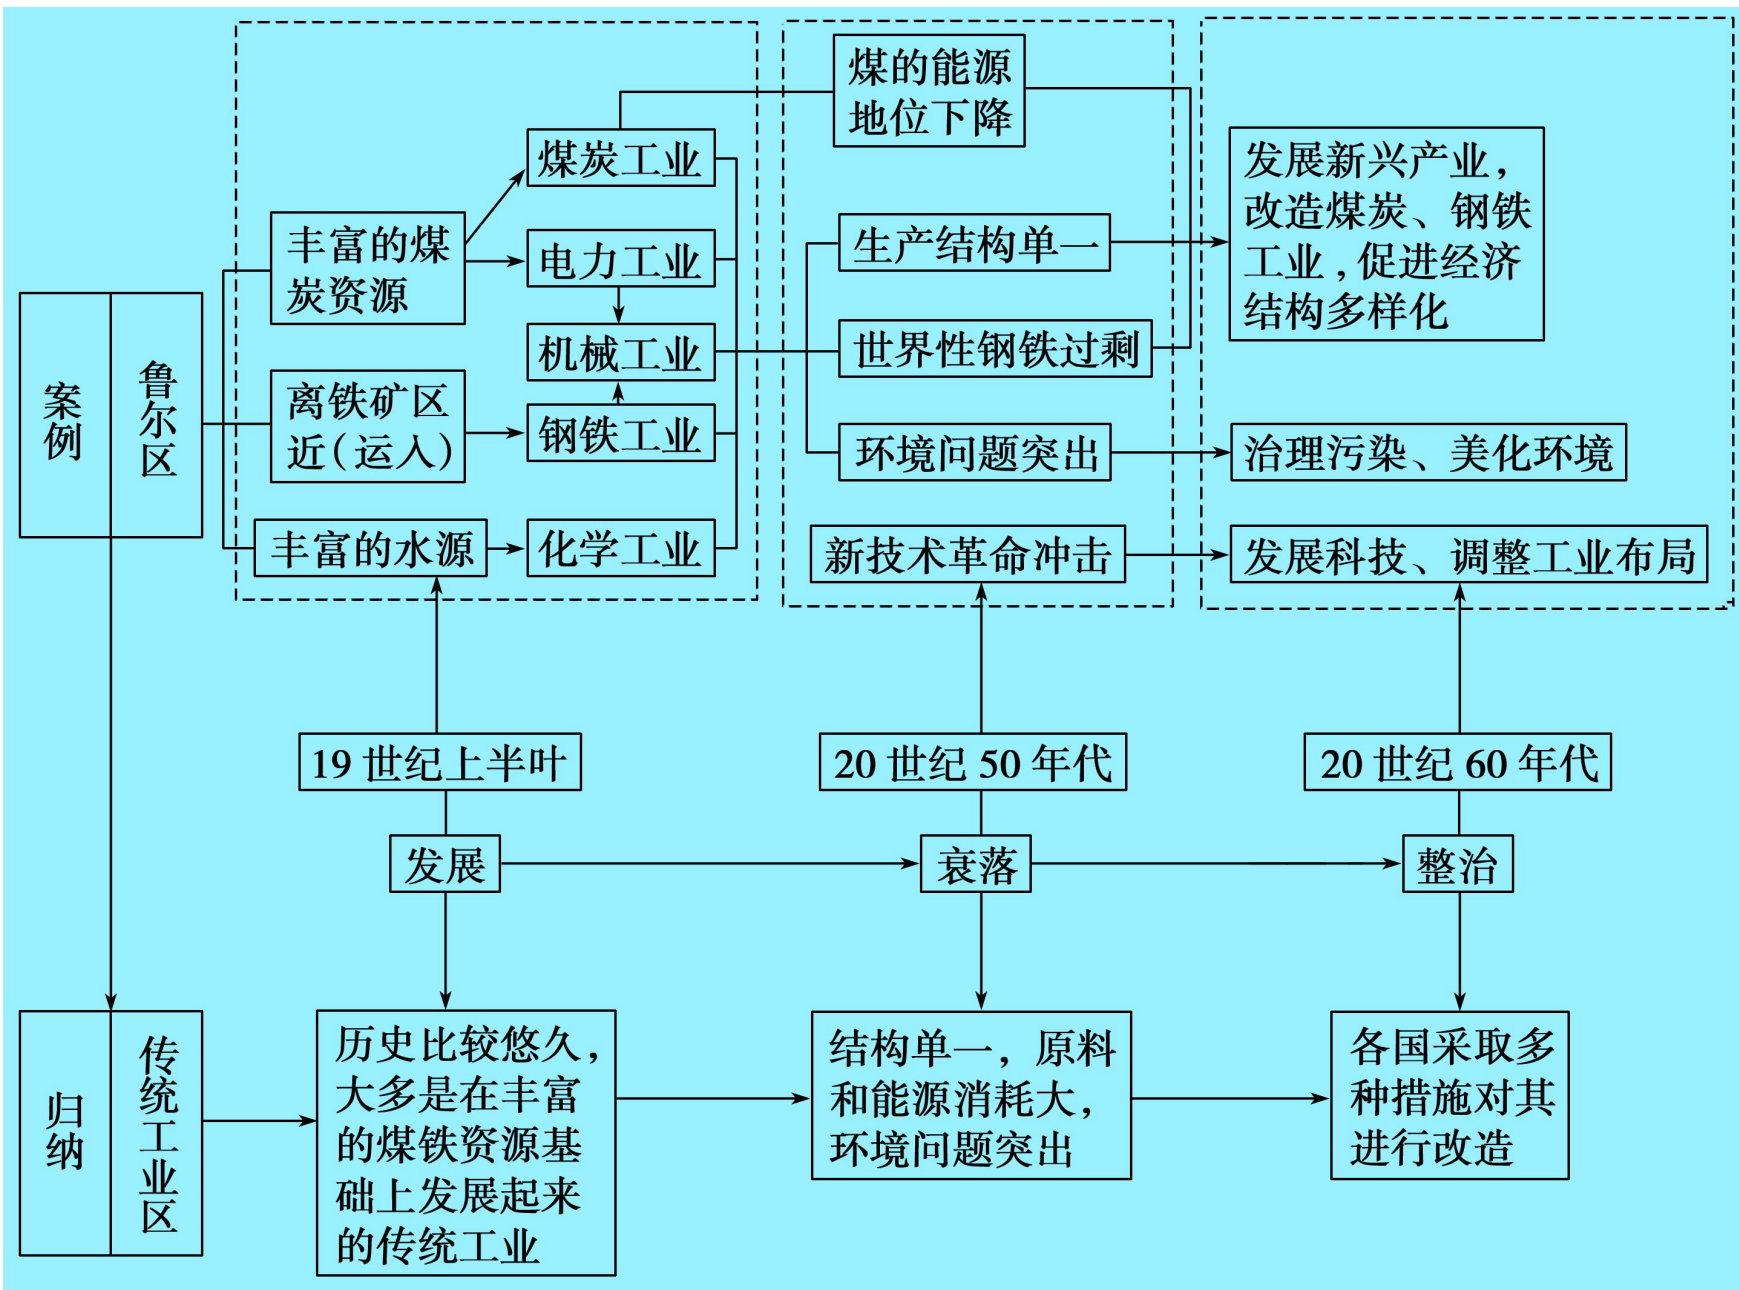 煤的能源
地位下降
煤炭工业
丰富的煤
炭资源
电力工业
机械工业
离铁矿区
近(运入)
钢铁工业
丰富的水源
化学工业
生产结构单一
世界性钢铁过剩
环境问题突出
新技术革命冲击
发展新兴产业,
改造煤炭、钢铁
工业,促进经济
结构多样化
治理污染、美化环境
发展科技、调整工业布局
案例
鲁尔区
19世纪上半叶
20世纪50年代
20世纪60年代
发展
衰落
整治
归纳
传统工业区
历史比较悠久,
大多是在丰富
的煤铁资源基
础上发展起来
的传统工业
结构单一,原料
和能源消耗大,
环境问题突出
各国采取多
种措施对其
进行改造